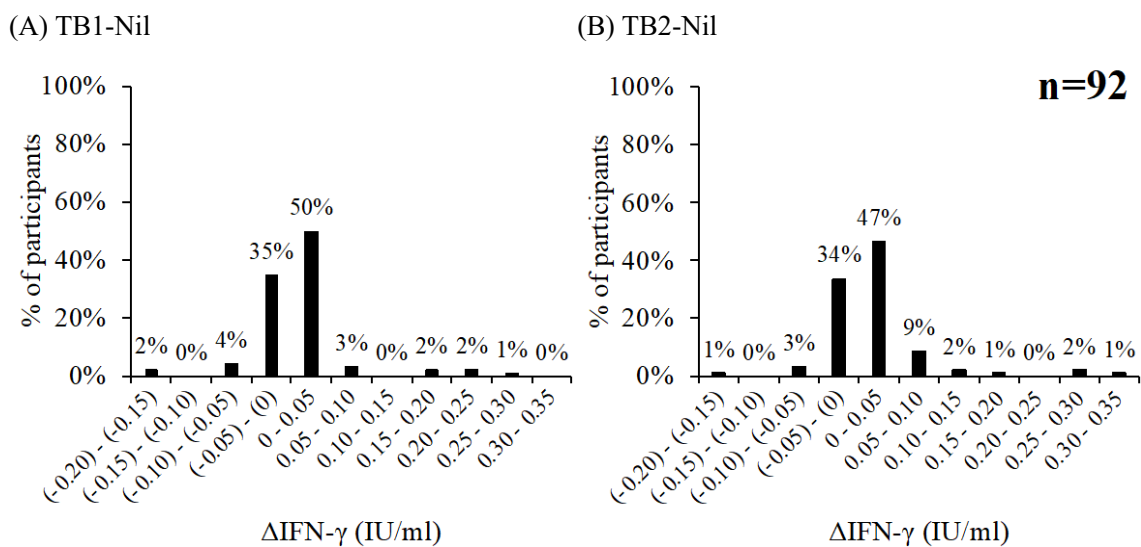 (A) TB1-Nil
(B) TB2-Nil
n=92
% of participants
100%
80%
60%
40%
20%
0%
2%
0%
4%
35%
50%
3%
0%
2%
2%
1%
0%
(-0.20) - (-0.15)
(-0.15) - (-0.10)
(-0.10) - (-0.05)
(-0.05) - (0)
0 - 0.05
0.05 - 0.10
0.10 - 0.15
0.15 - 0.20
0.20 - 0.25
0.25 - 0.30
0.30 - 0.35
ΔIFN-γ (IU/ml)
% of participants
100%
80%
60%
40%
20%
0%
1%
0%
3%
34%
47%
9%
2%
1%
0%
2%
1%
(-0.20) - (-0.15)
(-0.15) - (-0.10)
(-0.10) - (-0.05)
(-0.05) - (0)
0 - 0.05
0.05 - 0.10
0.10 - 0.15
0.15 - 0.20
0.20 - 0.25
0.25 - 0.30
0.30 - 0.35
ΔIFN-γ (IU/ml)